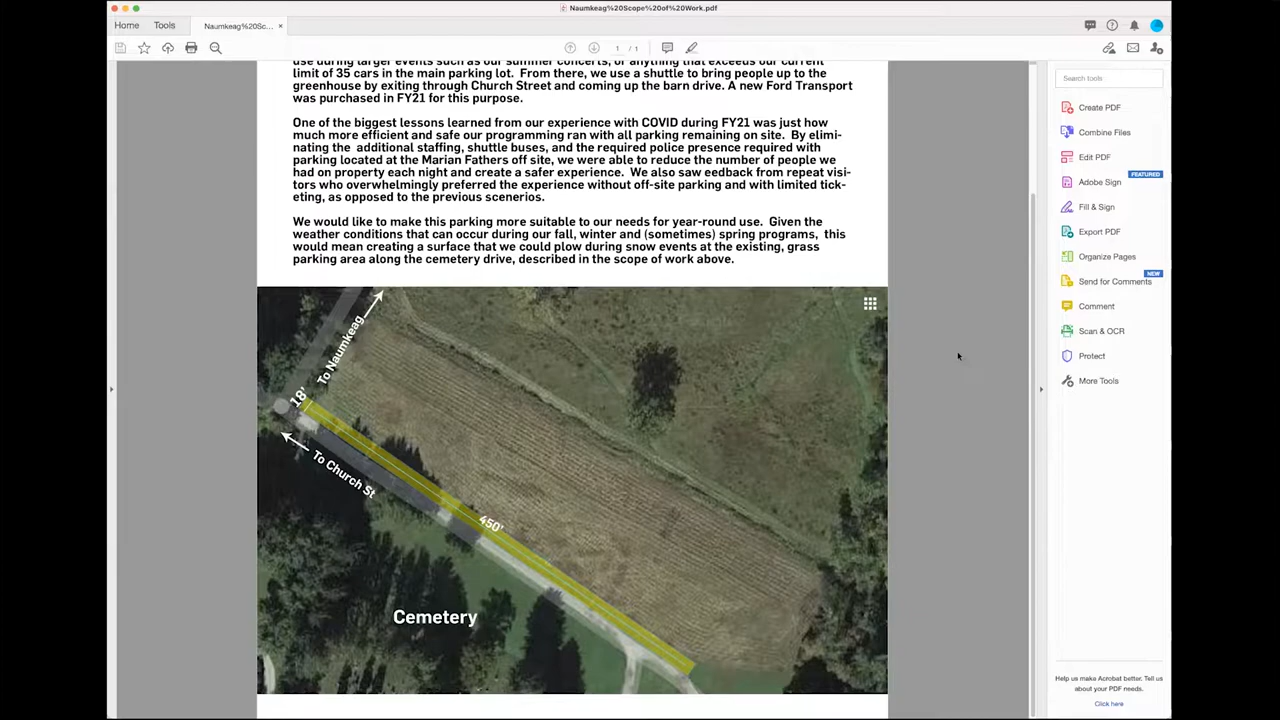 Naumkeag%20Scope%20of%20Work.pdf
Home
Tools
Naumkeag%20Sc...
×
1 / 1
use during larger events such as our summer concerts, or anything that exceeds our current
limit of 35 cars in the main parking lot. From there, we use a shuttle to bring people up to the
greenhouse by exiting through Church Street and coming up the barn drive. A new Ford Transport
was purchased in FY21 for this purpose.
One of the biggest lessons learned from our experience with COVID during FY21 was just how
much more efficient and safe our programming ran with all parking remaining on site. By elimi-
nating the additional staffing, shuttle buses, and the required police presence required with
parking located at the Marian Fathers off site, we were able to reduce the number of people we
had on property each night and create a safer experience. We also saw eedback from repeat visi-
tors who overwhelmingly preferred the experience without off-site parking and with limited tick-
eting, as opposed to the previous scenerios.
We would like to make this parking more suitable to our needs for year-round use. Given the
weather conditions that can occur during our fall, winter and (sometimes) spring programs, this
would mean creating a surface that we could plow during snow events at the existing, grass
parking area along the cemetery drive, described in the scope of work above.
To Naumkeag
18'
To Church St
450'
Cemetery
Search tools
Create PDF
Combine Files
Edit PDF
FEATURED
Adobe Sign
Fill & Sign
Export PDF
Organize Pages
NEW
Send for Comments
Comment
Scan & OCR
Protect
More Tools
Help us make Acrobat better. Tell us
about your PDF needs.
Click here